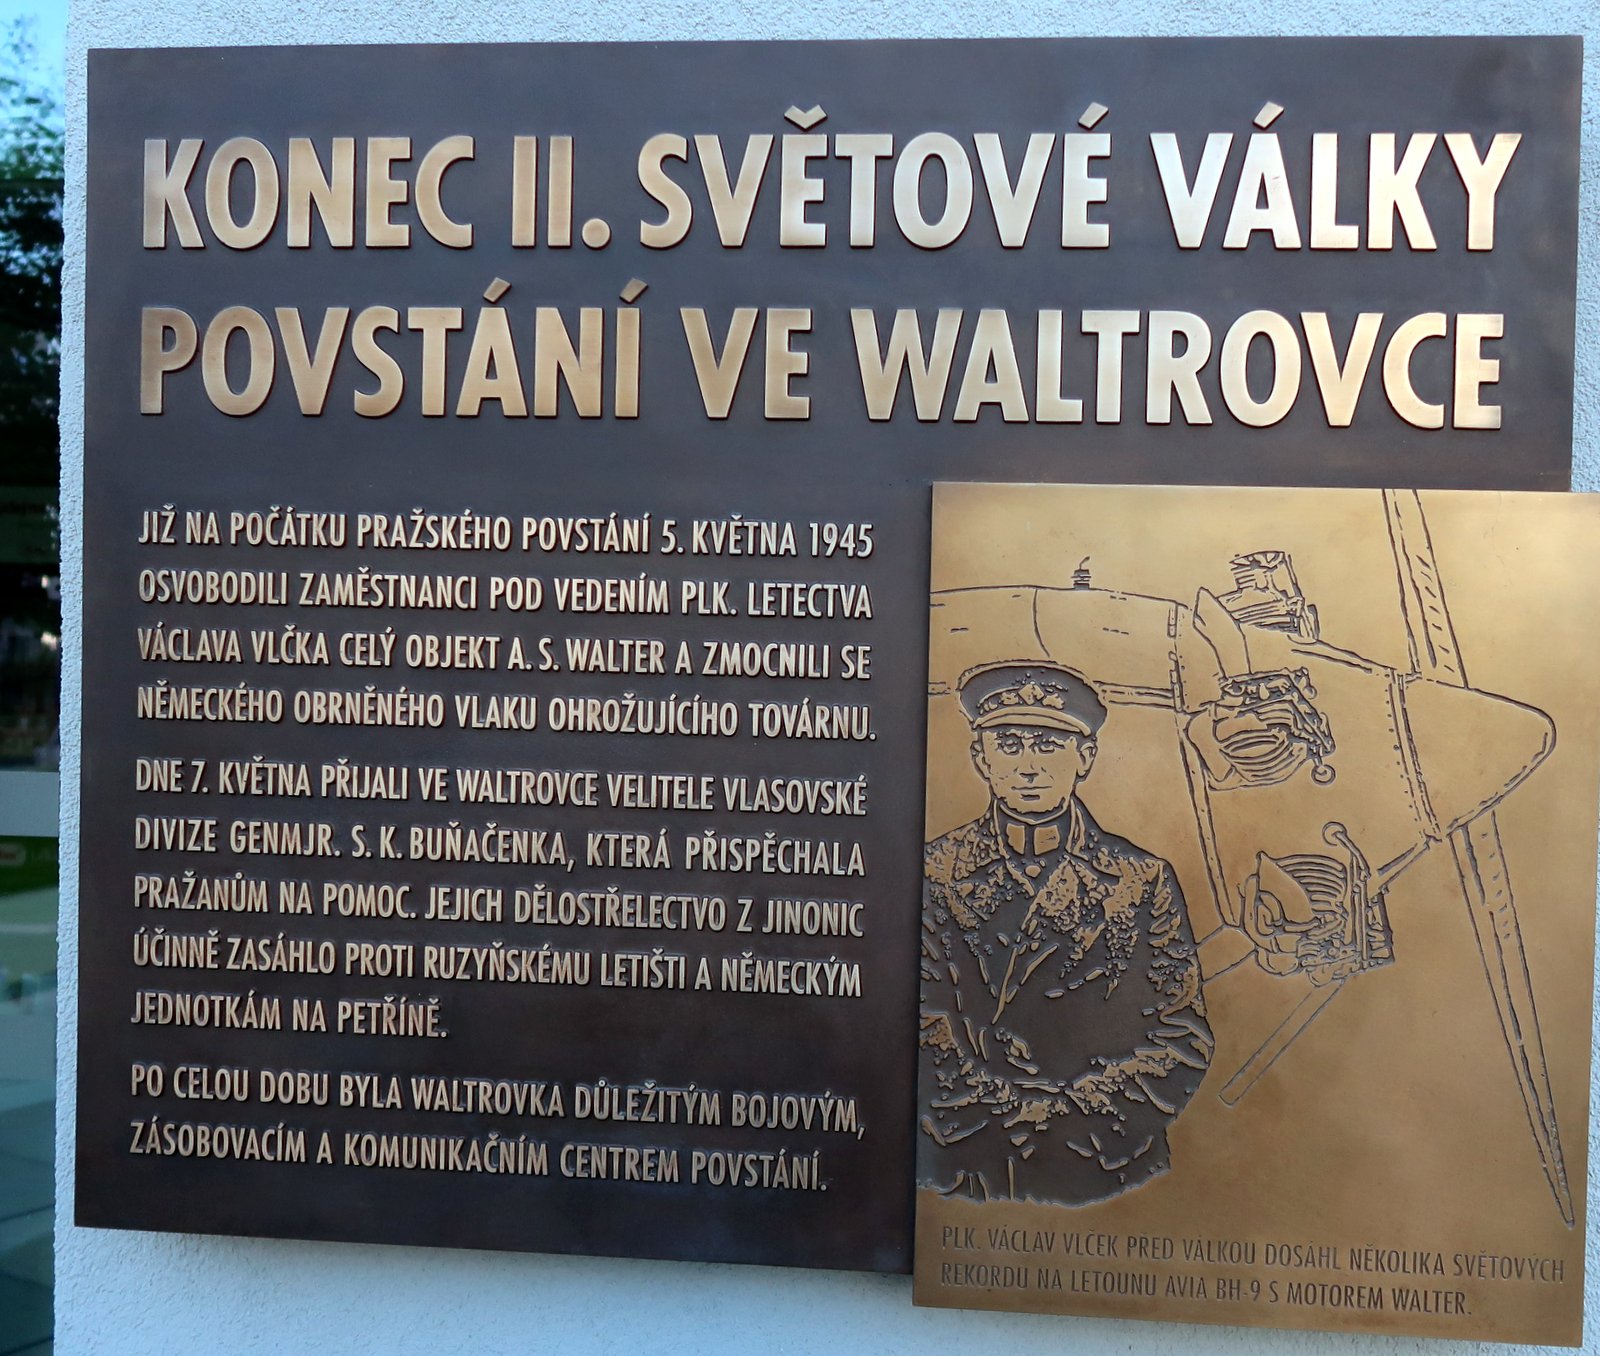 KONEC II. SVĚTOVÉ VÁLKY
POVSTÁNÍ VE WALTROVCE
JIŽ NA POČÁTKU PRAŽSKÉHO POVSTÁNÍ 5. KVĚTNA 1945
OSVOBODILI ZAMĚSTNANCI POD VEDENÍM PLK. LETECTVA
VÁCLAVA VLČKA CELÝ OBJEKT A. S. WALTER A ZMOCNILI SE
NĚMECKÉHO OBRNĚNÉHO VLAKU OHROŽUJÍCÍHO TOVÁRNU.
DNE 7. KVĚTNA PŘIJALI VE WALTROVCE VELITELE VLASOVSKÉ
DIVIZE GENMJR. S. K. BUŇAČENKA, KTERÁ PŘISPĚCHALA
PRAŽANŮM NA POMOC. JEJICH DĚLOSTŘELECTVO Z JINONIC
ÚČINNĚ ZASÁHLO PROTI RUZYŇSKÉMU LETIŠTI A NĚMECKÝM
JEDNOTKÁM NA PETŘÍNĚ.
PO CELOU DOBU BYLA WALTROVKA DŮLEŽITÝM BOJOVÝM,
ZÁSOBOVACÍM A KOMUNIKAČNÍM CENTREM POVSTÁNÍ.
PLK. VÁCLAV VLČEK PŘED VÁLKOU DOSÁHL NĚKOLIKA SVĚTOVÝCH
REKORDU NA LETOUNU AVIA BH-9 S MOTOREM WALTER.